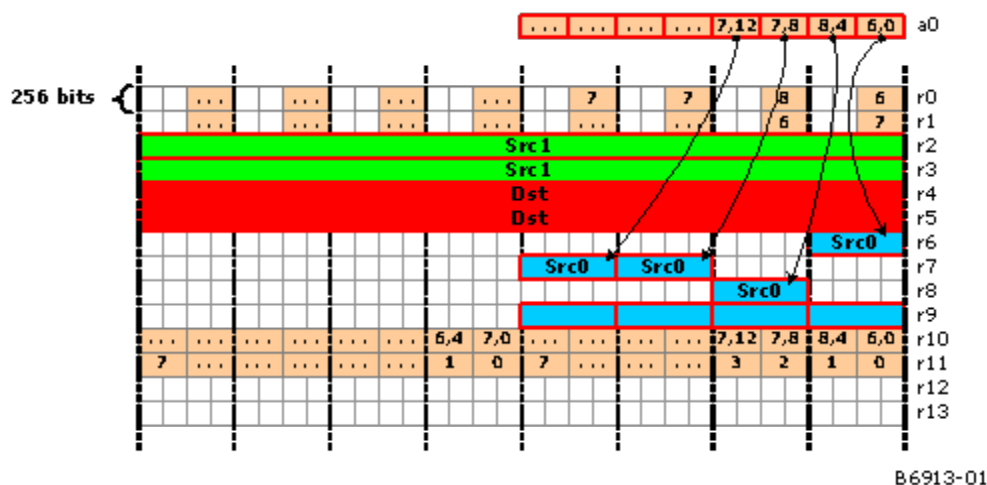 ... ... ... ... 7,12 7,8 8,4 6,0 a0
256 bits ... ... ... ... 7 7 8 6 r0
... ... ... ... ... ... 6 7 r1
Src1 r2
Src1 r3
Dst r4
Dst r5
Src0 r6
Src0 Src0 r7
Src0 r8
r9
... ... ... ... ... ... 6,4 7,0 ... ... ... ... 7,12 7,8 8,4 6,0 r10
7 ... ... ... ... ... 1 0 7 ... ... ... 3 2 1 0 r11
r12
r13
B6913-01